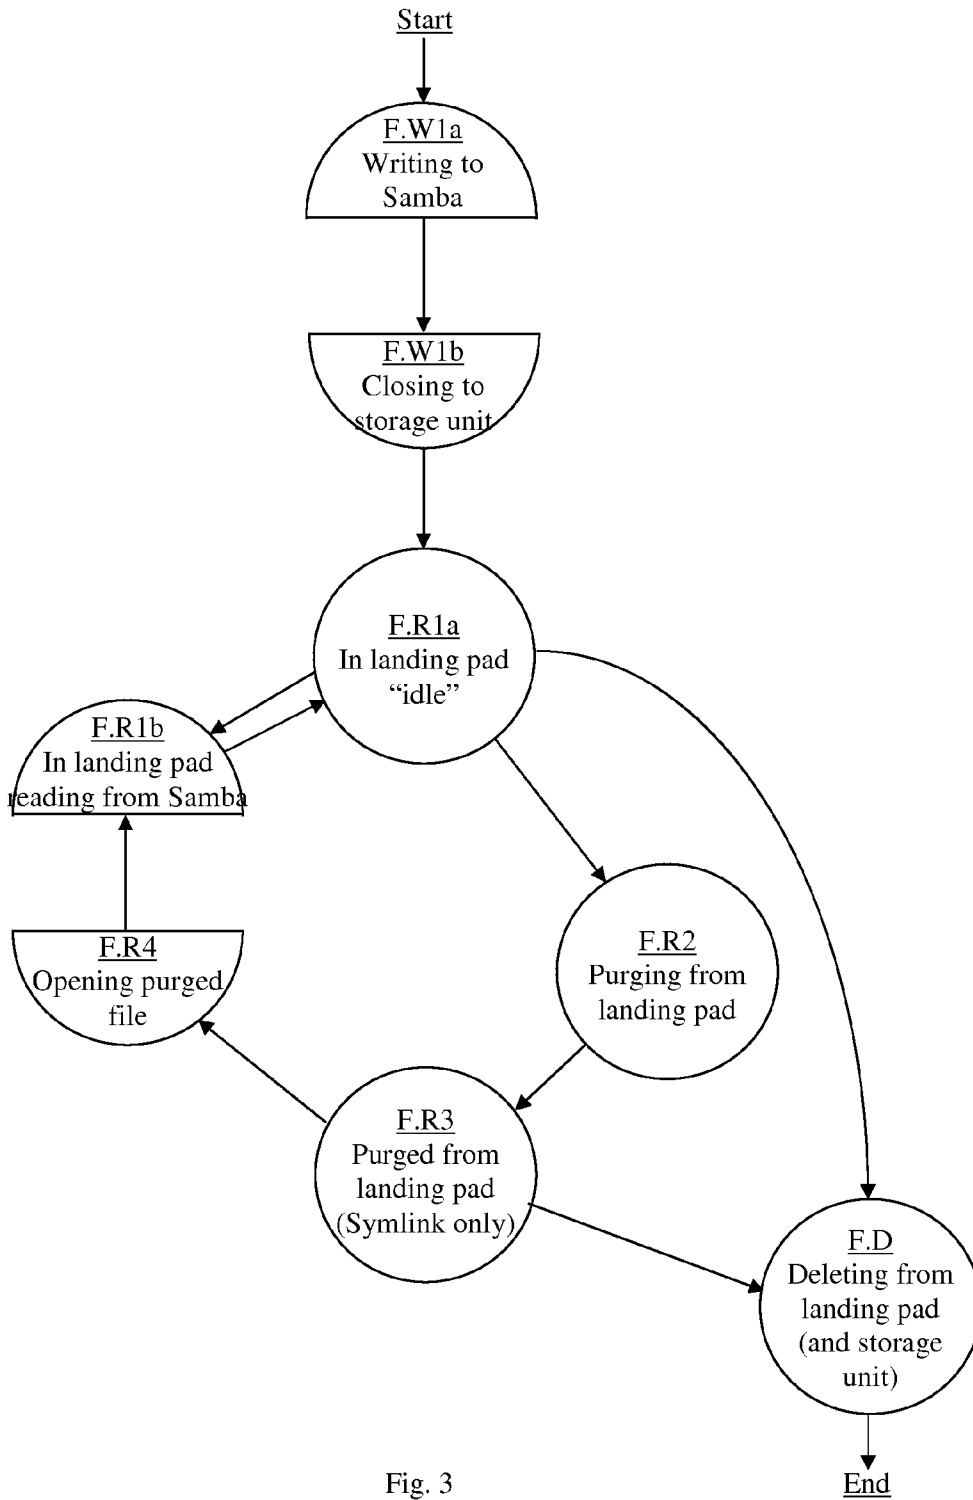 Start
F.W1a
Writing to
Samba
F.W1b
Closing to
storage unit
F.R1a
In landing pad
“idle”
F.R1b
In landing pad
reading from Samba
F.R2
Purging from
landing pad
F.R4
Opening purged
file
F.R3
Purged from
landing pad
(Symlink only)
F.D
Deleting from
landing pad
(and storage
unit)
End
Fig. 3